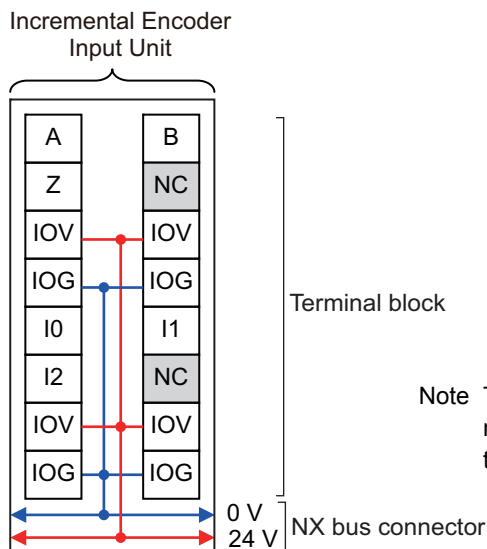 Incremental Encoder
Input Unit
A B
Z NC
IOV IOV
IOG IOG
I0 I1
I2 NC
IOV IOV
IOG IOG
Terminal block
Note
0 V
24 V
NX bus connector